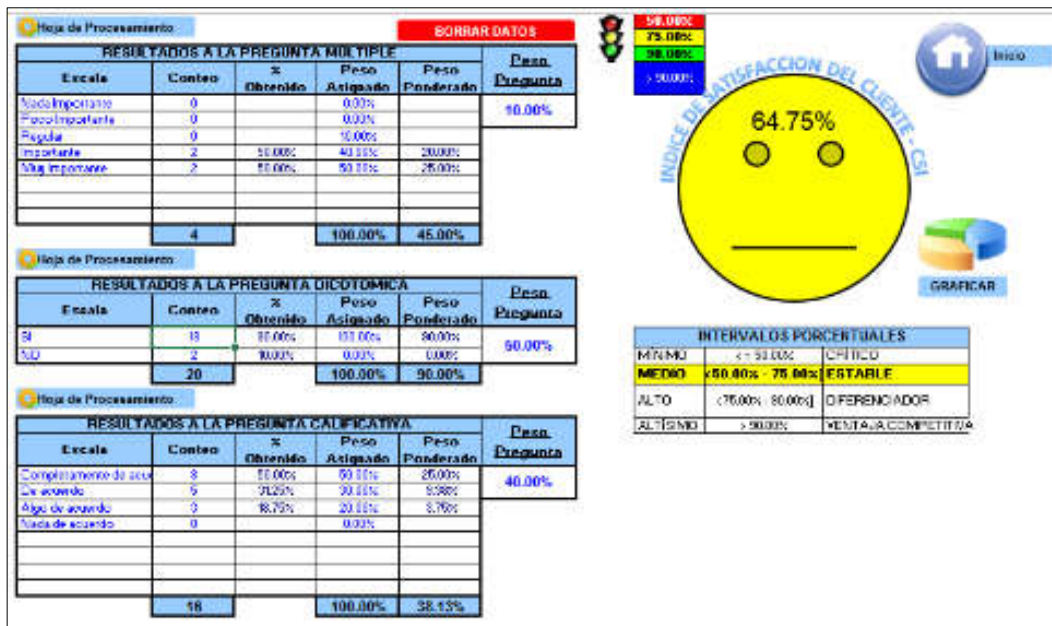 Hoja de Procesamiento
BORRAR DATOS
RESULTADOS A LA PREGUNTA MULTIPLE
Peso Pregunta
Escala Conteo % Obtenido Peso Asignado Peso Ponderado
10.00%
Nada Importante 0 0.00%
Poco Importante 0 0.00%
Regular 0 10.00%
Importante 2 50.00% 40.00% 20.00%
Muy Importante 2 50.00% 50.00% 25.00%
4 100.00% 45.00%
Hoja de Procesamiento
RESULTADOS A LA PREGUNTA DICOTOMICA
Peso Pregunta
Escala Conteo % Obtenido Peso Asignado Peso Ponderado
SI 18 90.00% 100.00% 90.00%
NO 2 10.00% 0.00% 0.00%
50.00%
20 100.00% 90.00%
Hoja de Procesamiento
RESULTADOS A LA PREGUNTA CALIFICATIVA
Peso Pregunta
Escala Conteo % Obtenido Peso Asignado Peso Ponderado
40.00%
Completamente de acue 8 50.00% 50.00% 25.00%
De acuerdo 5 31.25% 30.00% 9.38%
Algo de acuerdo 3 18.75% 20.00% 3.75%
Nada de acuerdo 0 0.00%
16 100.00% 38.13%
50.00%
75.00%
90.00%
> 90.00%
INDICE DE SATISFACCION DEL CLIENTE - CSI
64.75%
Inicio
GRAFICAR
INTERVALOS PORCENTUALES
MÍNIMO <= 50.00% CRÍTICO
MEDIO <50.00% - 75.00%] ESTABLE
ALTO <75.00% - 90.00%] DIFERENCIADOR
ALTÍSIMO > 90.00% VENTAJA COMPETITIVA